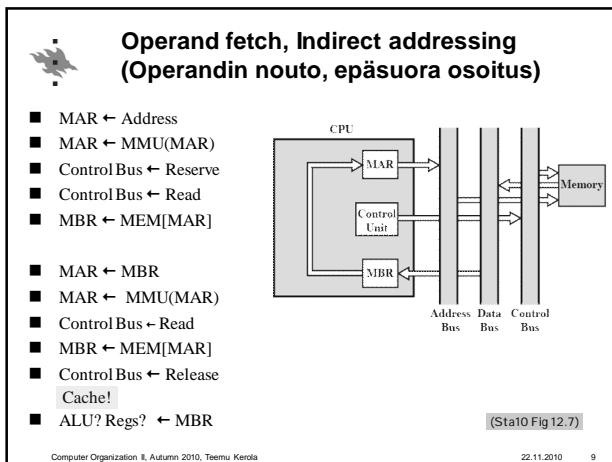 Operand fetch, Indirect addressing
(Operandin nouto, epäsuora osoitus)
■ MAR ← Address
■ MAR ← MMU(MAR)
■ Control Bus ← Reserve
■ Control Bus ← Read
■ MBR ← MEM[MAR]
■ MAR ← MBR
■ MAR ← MMU(MAR)
■ Control Bus ← Read
■ MBR ← MEM[MAR]
■ Control Bus ← Release
Cache!
■ ALU? Regs? ← MBR
CPU
MAR
Memory
Control
Unit
MBR
Address Data Control
Bus Bus Bus
(Sta10 Fig 12.7)
Computer Organization II, Autumn 2010, Teemu Kerola 22.11.2010 9